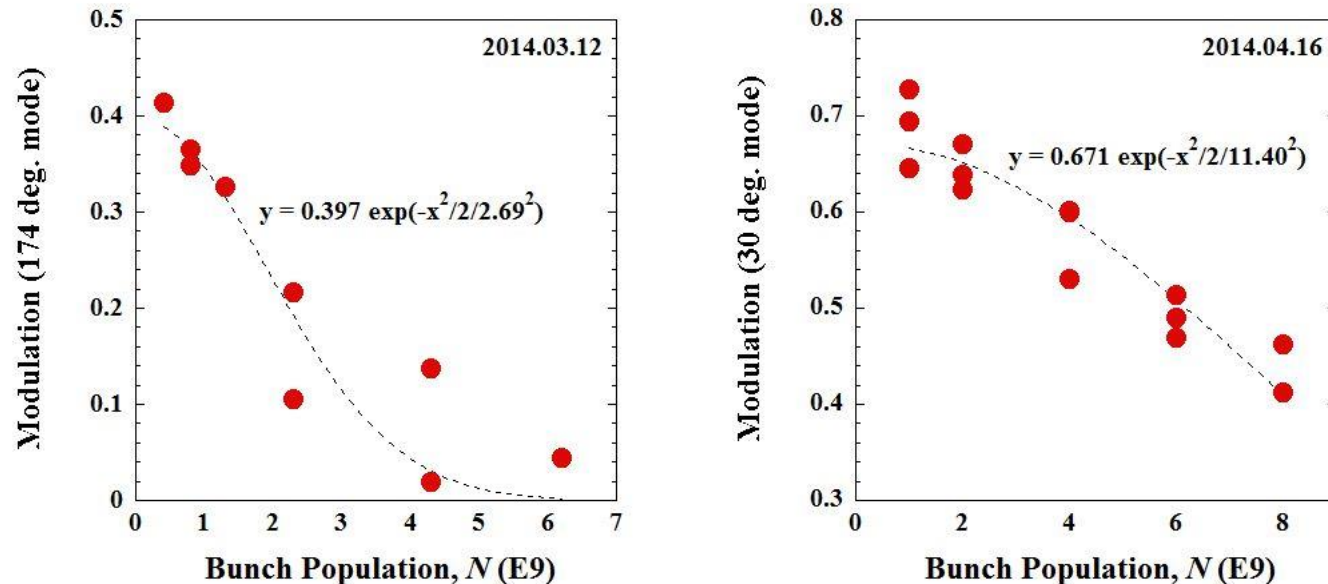 Modulation (174 deg. mode)
0.5
0.4
0.3
0.2
0.1
0
2014.03.12
y = 0.397 exp(-x²/2/2.69²)
0 1 2 3 4 5 6 7
Bunch Population, N (E9)
Modulation (30 deg. mode)
0.8
0.7
0.6
0.5
0.4
0.3
2014.04.16
y = 0.671 exp(-x²/2/11.40²)
0 2 4 6 8
Bunch Population, N (E9)